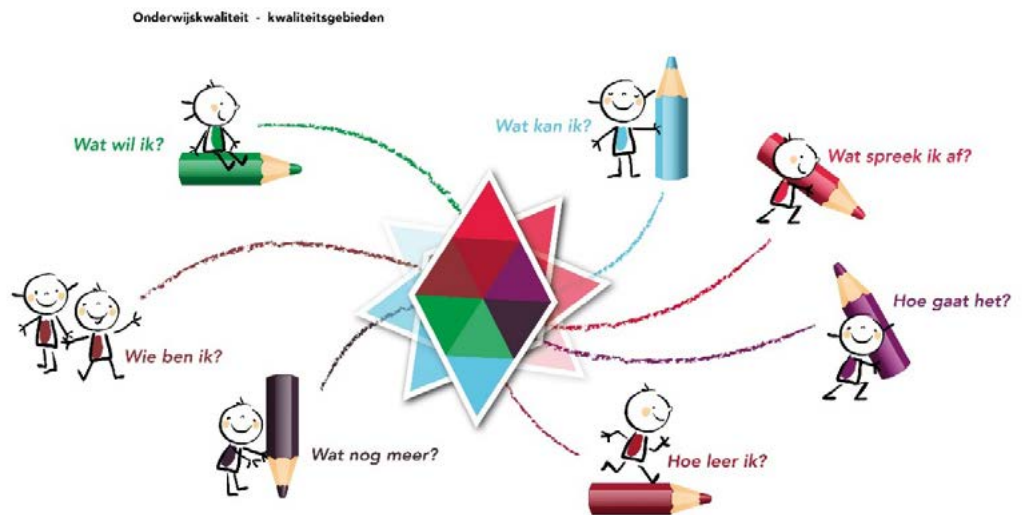 Onderwijskwaliteit - kwaliteitsgebieden
Wat wil ik?
Wat kan ik?
Wat spreek ik af?
Hoe gaat het?
Wie ben ik?
Wat nog meer?
Hoe leer ik?